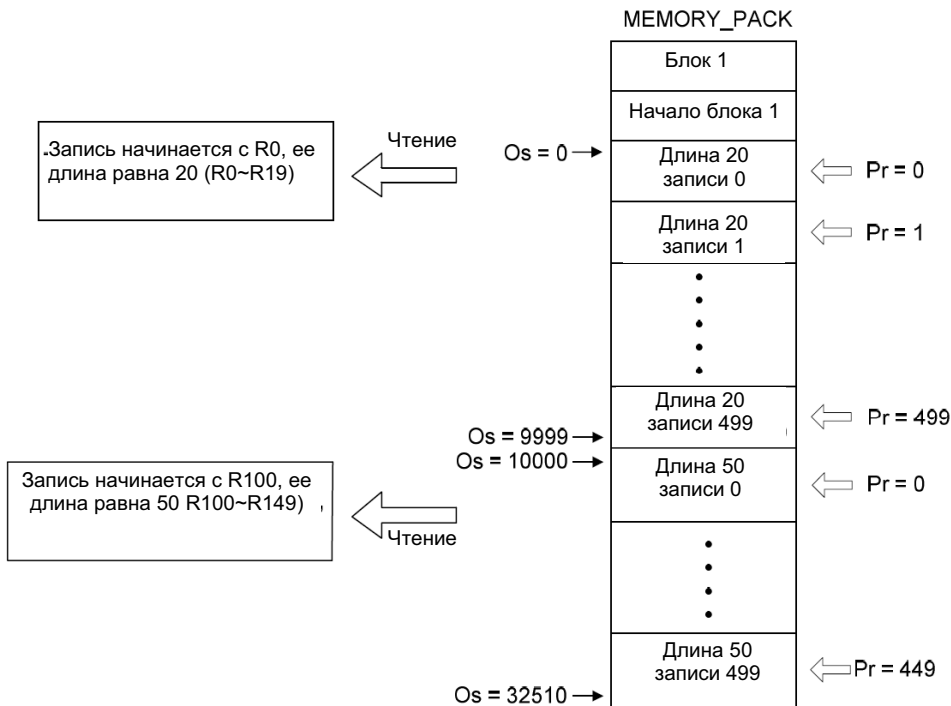 MEMORY_PACK
Блок 1
Начало блока 1
Чтение
Запись начинается с R0, ее
длина равна 20 (R0~R19)
Os = 0
Длина 20
записи 0
Pr = 0
Длина 20
записи 1
Pr = 1
Длина 20
записи 499
Pr = 499
Os = 9999
Os = 10000
Запись начинается с R100, ее
длина равна 50 R100~R149)
Чтение
Длина 50
записи 0
Pr = 0
Длина 50
записи 499
Pr = 449
Os = 32510